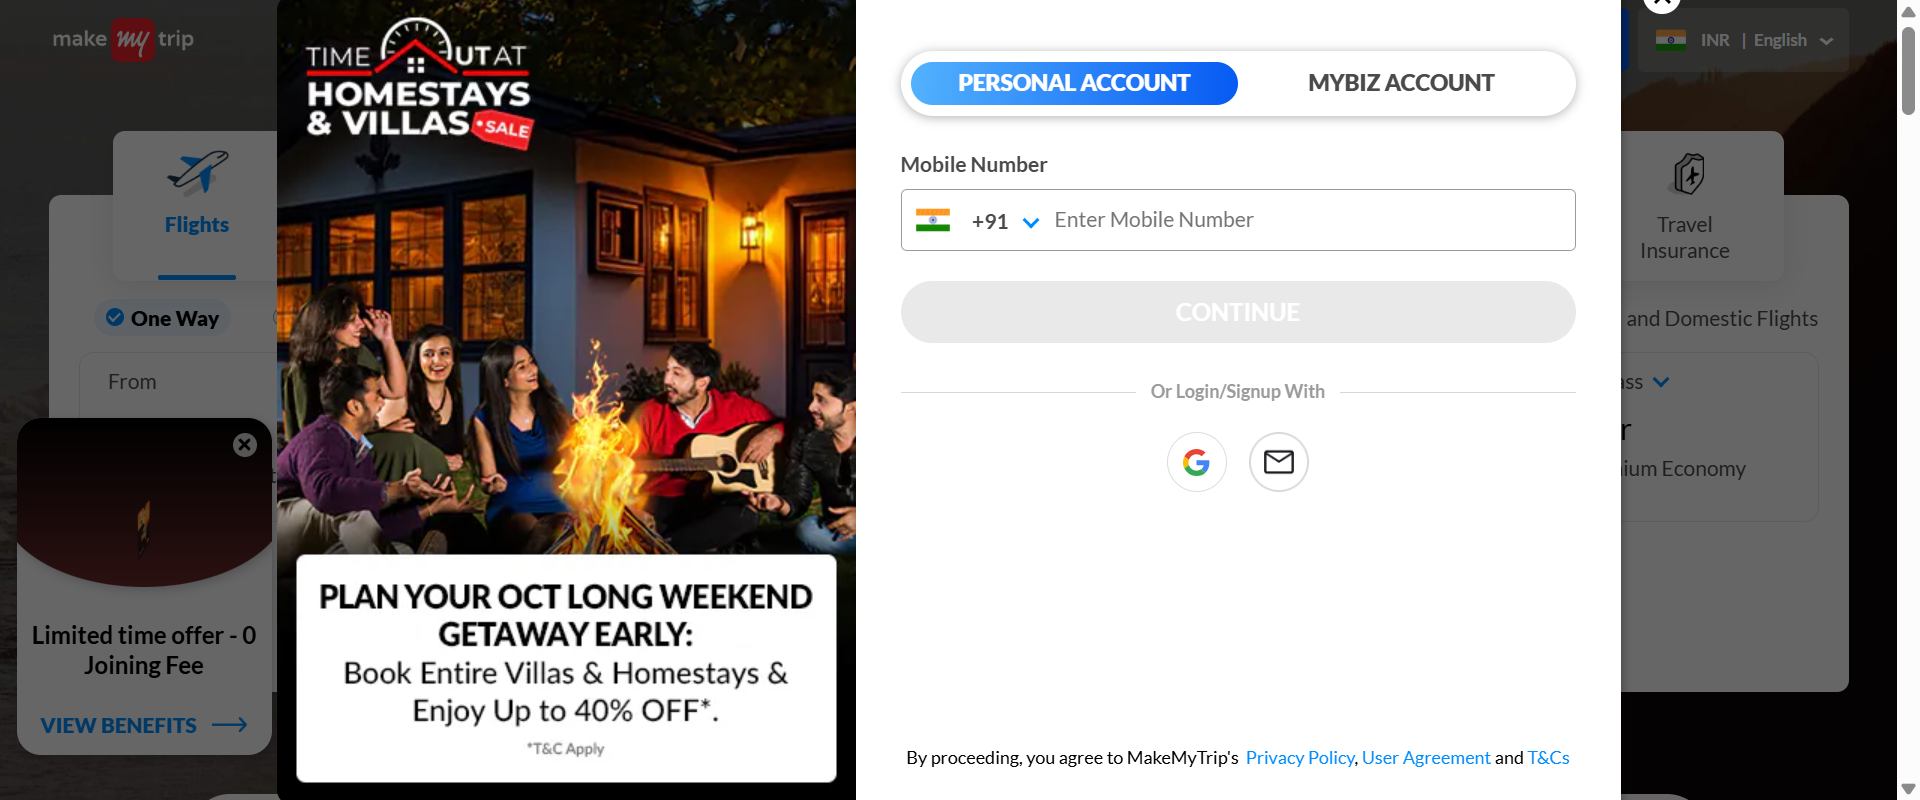 make my trip
INR | English
Flights
One Way
From
Limited time offer - 0
Joining Fee
VIEW BENEFITS
TIME OUT AT
HOMESTAYS
& VILLAS
SALE
PLAN YOUR OCT LONG WEEKEND
GETAWAY EARLY:
Book Entire Villas & Homestays &
Enjoy Up to 40% OFF*.
*T&C Apply
PERSONAL ACCOUNT
MYBIZ ACCOUNT
Mobile Number
+91 Enter Mobile Number
CONTINUE
Or Login/Signup With
By proceeding, you agree to MakeMyTrip's Privacy Policy, User Agreement and T&Cs
Travel
Insurance
and Domestic Flights
Economy